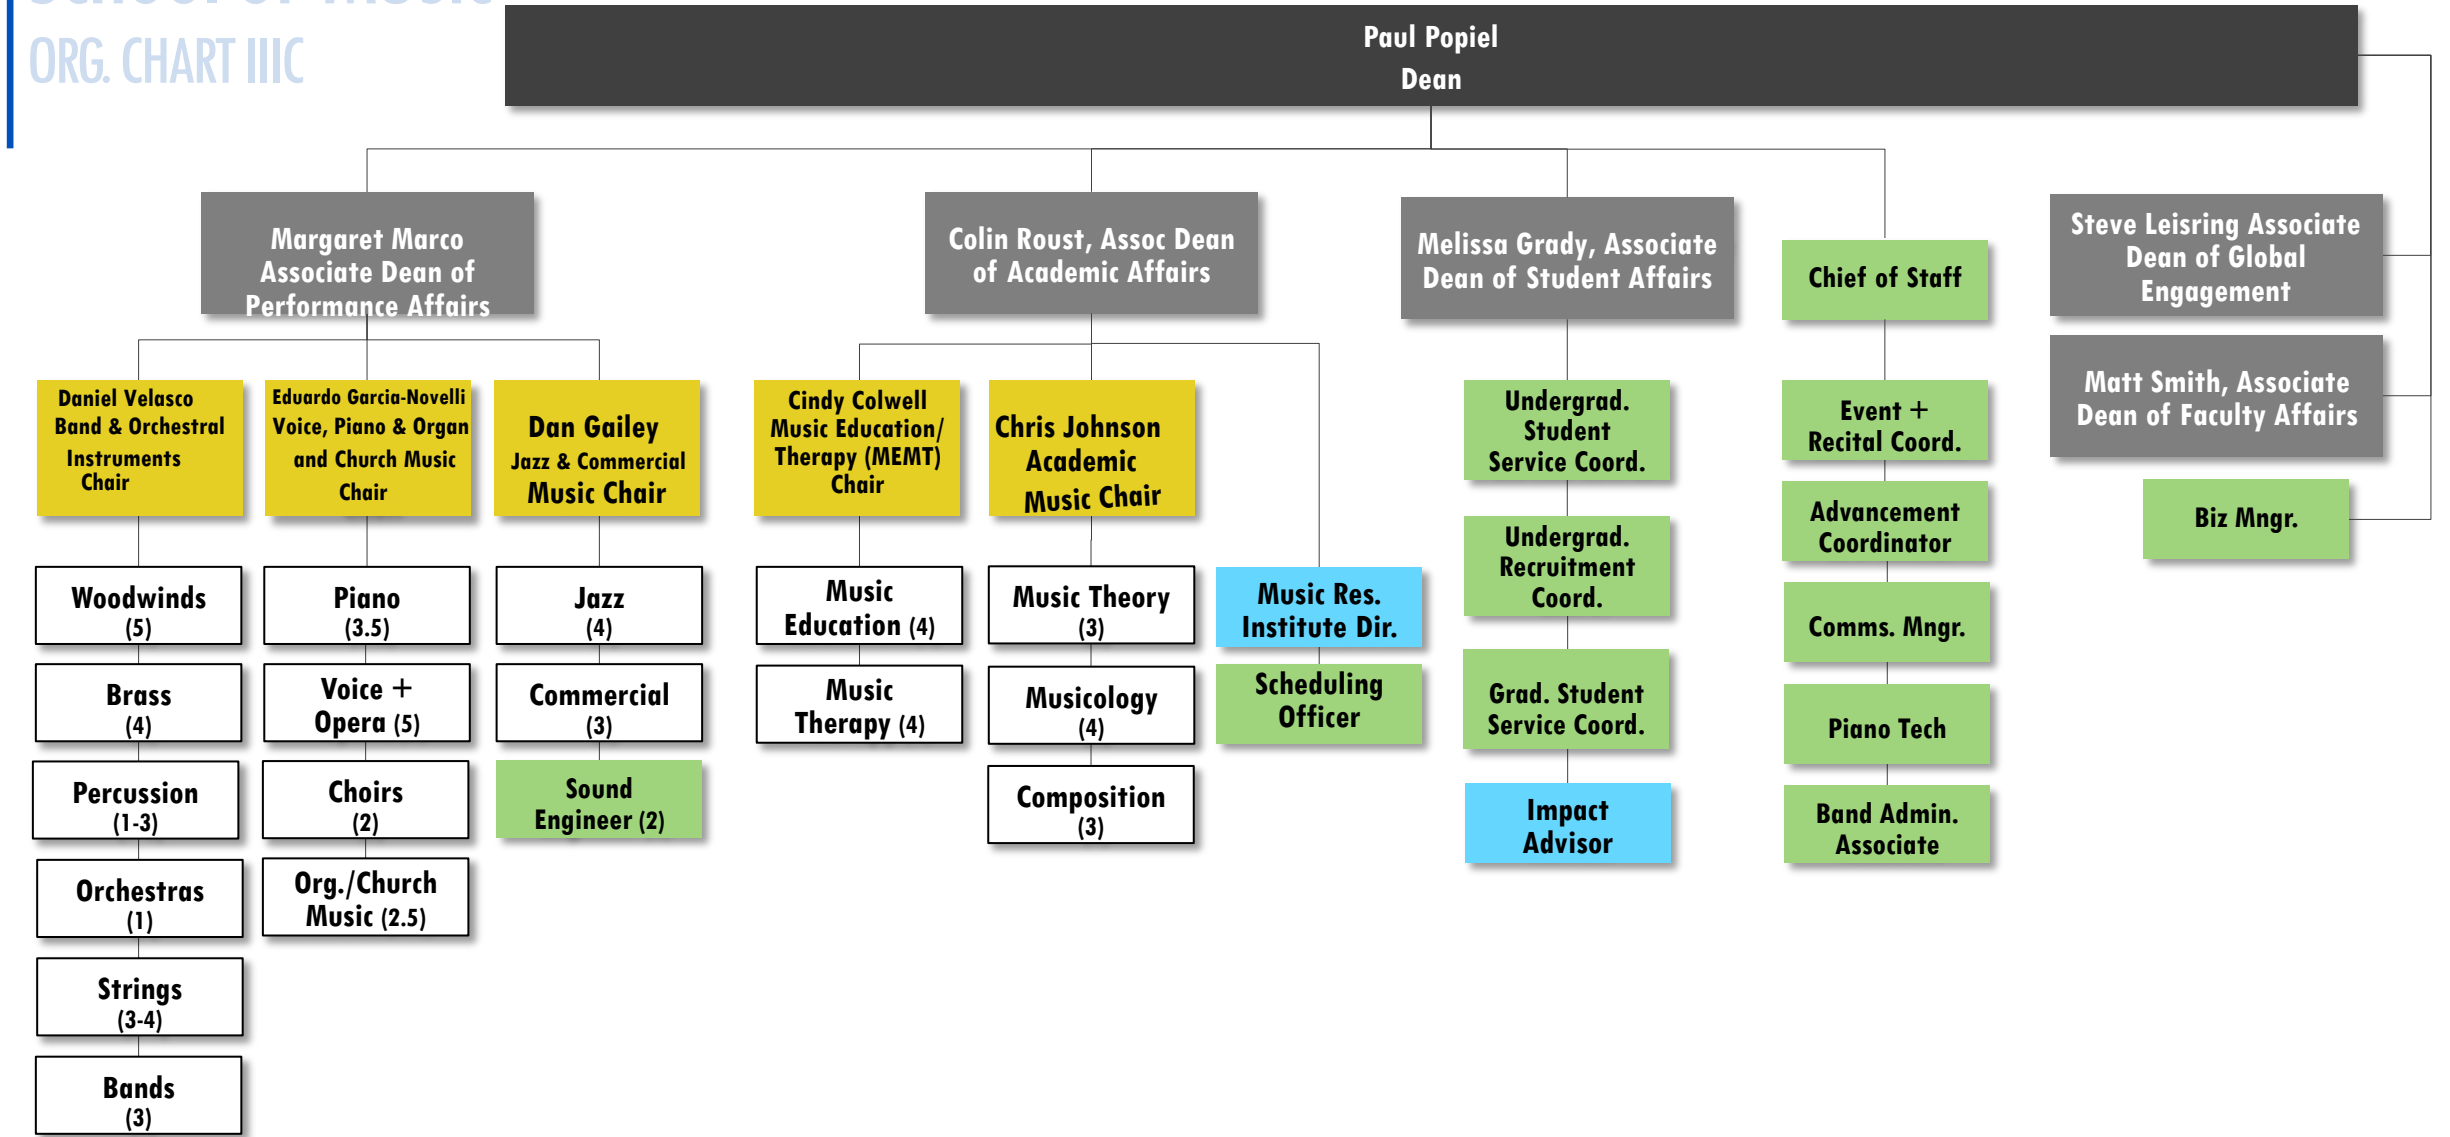 School of Music
ORG. CHART IIIC
Paul Popiel
Dean
Margaret Marco
Associate Dean of
Performance Affairs
Colin Roust, Assoc Dean
of Academic Affairs
Melissa Grady, Associate
Dean of Student Affairs
Chief of Staff
Steve Leisring Associate
Dean of Global
Engagement
Matt Smith, Associate
Dean of Faculty Affairs
Biz Mngr.
Daniel Velasco
Band & Orchestral
Instruments
Chair
Eduardo Garcia-Novelli
Voice, Piano & Organ
and Church Music
Chair
Dan Gailey
Jazz & Commercial
Music Chair
Cindy Colwell
Music Education/
Therapy (MEMT)
Chair
Chris Johnson
Academic
Music Chair
Undergrad.
Student
Service Coord.
Event +
Recital Coord.
Woodwinds
(5)
Brass
(4)
Percussion
(1-3)
Orchestras
(1)
Strings
(3-4)
Bands
(3)
Piano
(3.5)
Voice +
Opera (5)
Choirs
(2)
Org./Church
Music (2.5)
Jazz
(4)
Commercial
(3)
Sound
Engineer (2)
Music
Education (4)
Music
Therapy (4)
Music Theory
(3)
Musicology
(4)
Composition
(3)
Music Res.
Institute Dir.
Scheduling
Officer
Undergrad.
Recruitment
Coord.
Grad. Student
Service Coord.
Impact
Advisor
Advancement
Coordinator
Comms. Mngr.
Piano Tech
Band Admin.
Associate